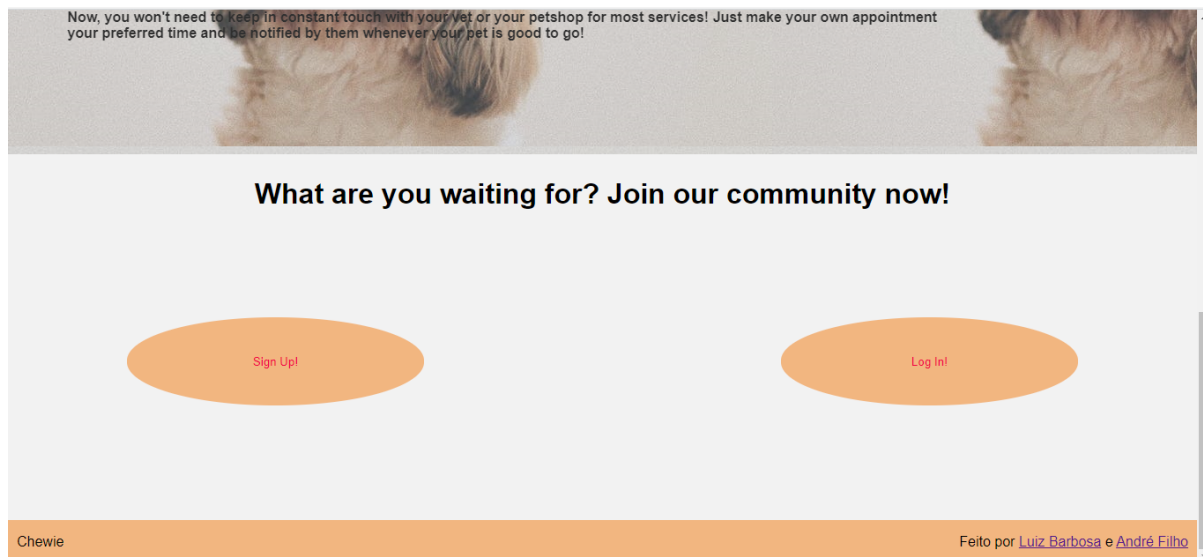 Now, you won't need to keep in constant touch with your vet or your petshop for most services! Just make your own appointment
your preferred time and be notified by them whenever your pet is good to go!
What are you waiting for? Join our community now!
Sign Up!
Log In!
Chewie
Feito por Luiz Barbosa e André Filho